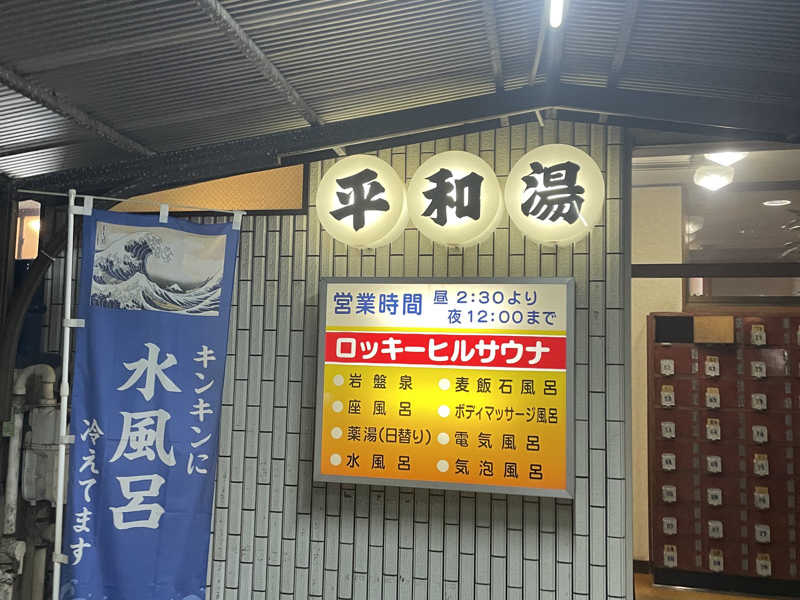 平和湯
営業時間 昼 2:30より
夜 12:00まで
ロッキーヒルサウナ
岩盤泉
麦飯石風呂
座風呂
ボディマッサージ風呂
薬湯(日替り)
電気風呂
水風呂
気泡風呂
キンキンに
水風呂
冷えてます